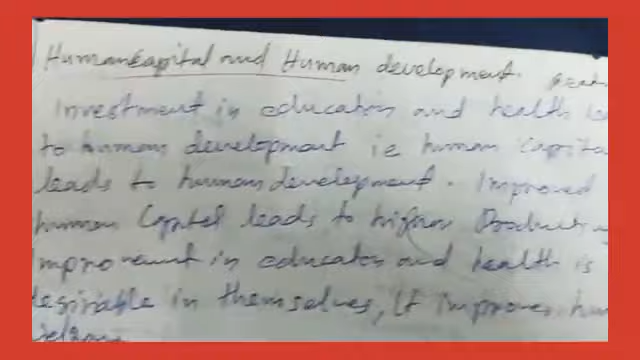 Human Capital and Human development.
Investment in education and health
to human development ie human Capital
leads to human development. Improved
human Capital leads to higher
Improvement in education and health is
desirable in themselves, It improves